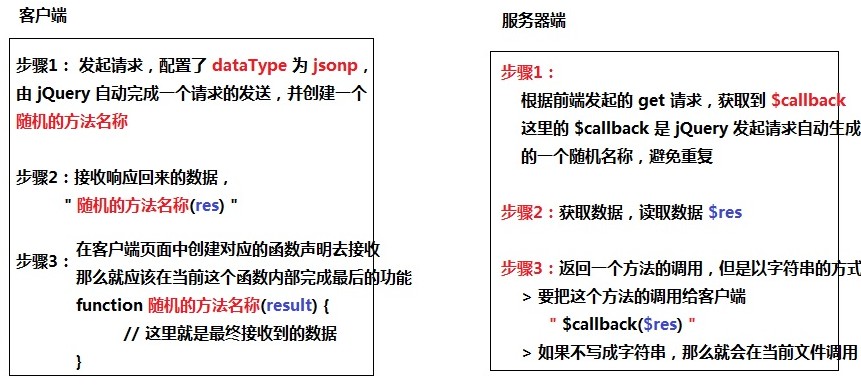 客户端
步骤1： 发起请求，配置了 dataType 为 jsonp，
由 jQuery 自动完成一个请求的发送，并创建一个
随机的方法名称
步骤2：接收响应回来的数据，
" 随机的方法名称(res) "
步骤3： 在客户端页面中创建对应的函数声明去接收
那么就应该在当前这个函数内部完成最后的功能
function 随机的方法名称(result) {
// 这里就是最终接收到的数据
}
服务器端
步骤1：
根据前端发起的 get 请求，获取到 $callback
这里的 $callback 是 jQuery 发起请求自动生成
的一个随机名称，避免重复
步骤2：获取数据，读取数据 $res
步骤3：返回一个方法的调用，但是以字符串的方式
> 要把这个方法的调用给客户端
" $callback($res) "
> 如果不写成字符串，那么就会在当前文件调用